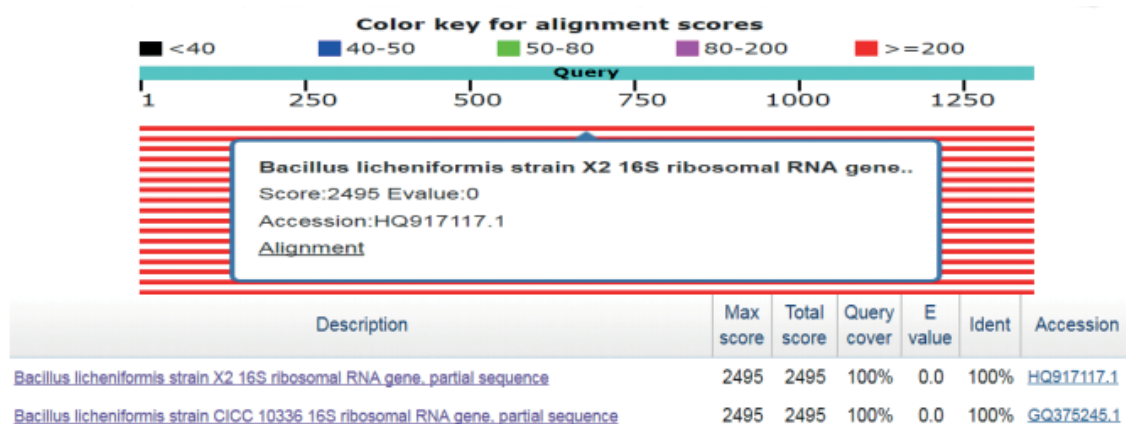 Color key for alignment scores
<40 40-50 50-80 80-200 >=200
Query
1 250 500 750 1000 1250
Bacillus licheniformis strain X2 16S ribosomal RNA gene..
Score:2495 Evalue:0
Accession:HQ917117.1
Alignment
Description Max score Total score Query cover E value Ident Accession
Bacillus licheniformis strain X2 16S ribosomal RNA gene, partial sequence 2495 2495 100% 0.0 100% HQ917117.1
Bacillus licheniformis strain CICC 10336 16S ribosomal RNA gene, partial sequence 2495 2495 100% 0.0 100% GQ375245.1